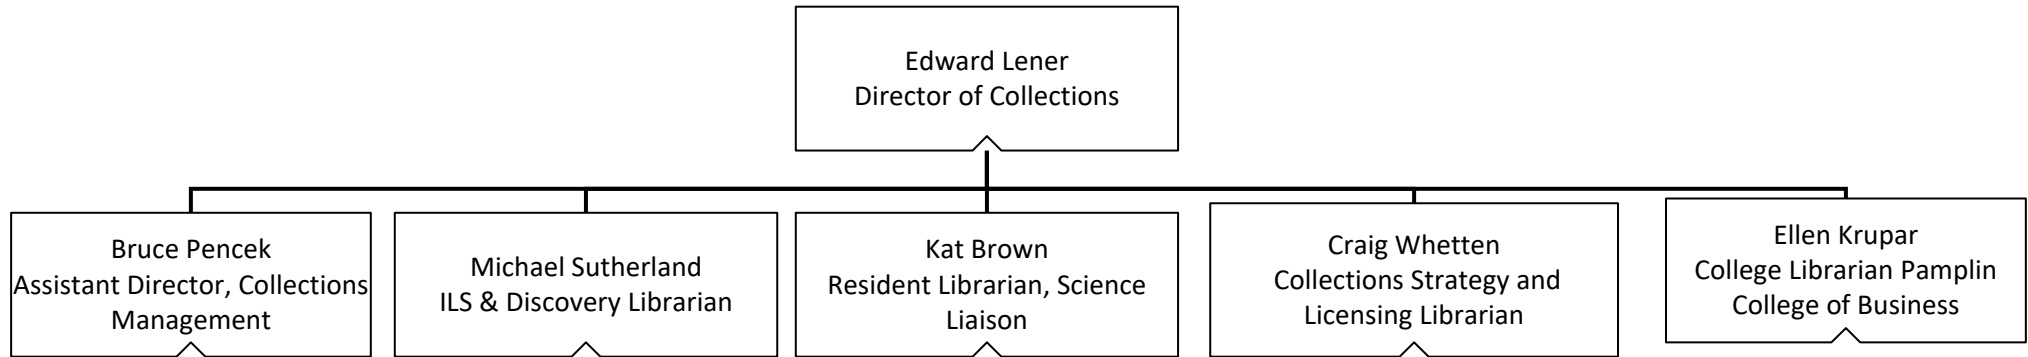 Edward Lener
Director of Collections
Bruce Pencek
Assistant Director, Collections
Management
Michael Sutherland
ILS & Discovery Librarian
Kat Brown
Resident Librarian, Science
Liaison
Craig Whetten
Collections Strategy and
Licensing Librarian
Ellen Krupar
College Librarian Pamplin
College of Business